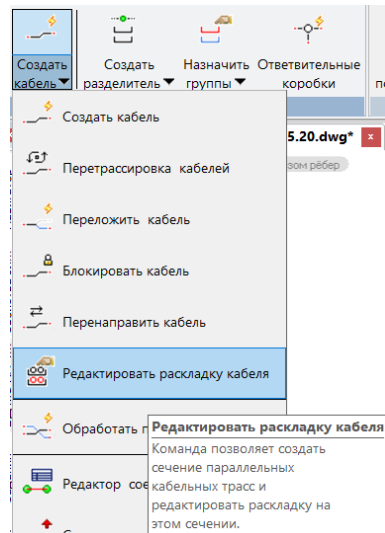 Создать
кабель
Создать
разделитель
Назначить
группы
Ответвительные
коробки
5.20.dwg* x
зом рёбер
Создать кабель
Перетрассировка кабелей
Переложить кабель
Блокировать кабель
Перенаправить кабель
Редактировать раскладку кабеля
Обработать
Редактор
Редактировать раскладку кабеля
Команда позволяет создать
сечение параллельных
кабельных трасс и
редактировать раскладку на
этом сечении.